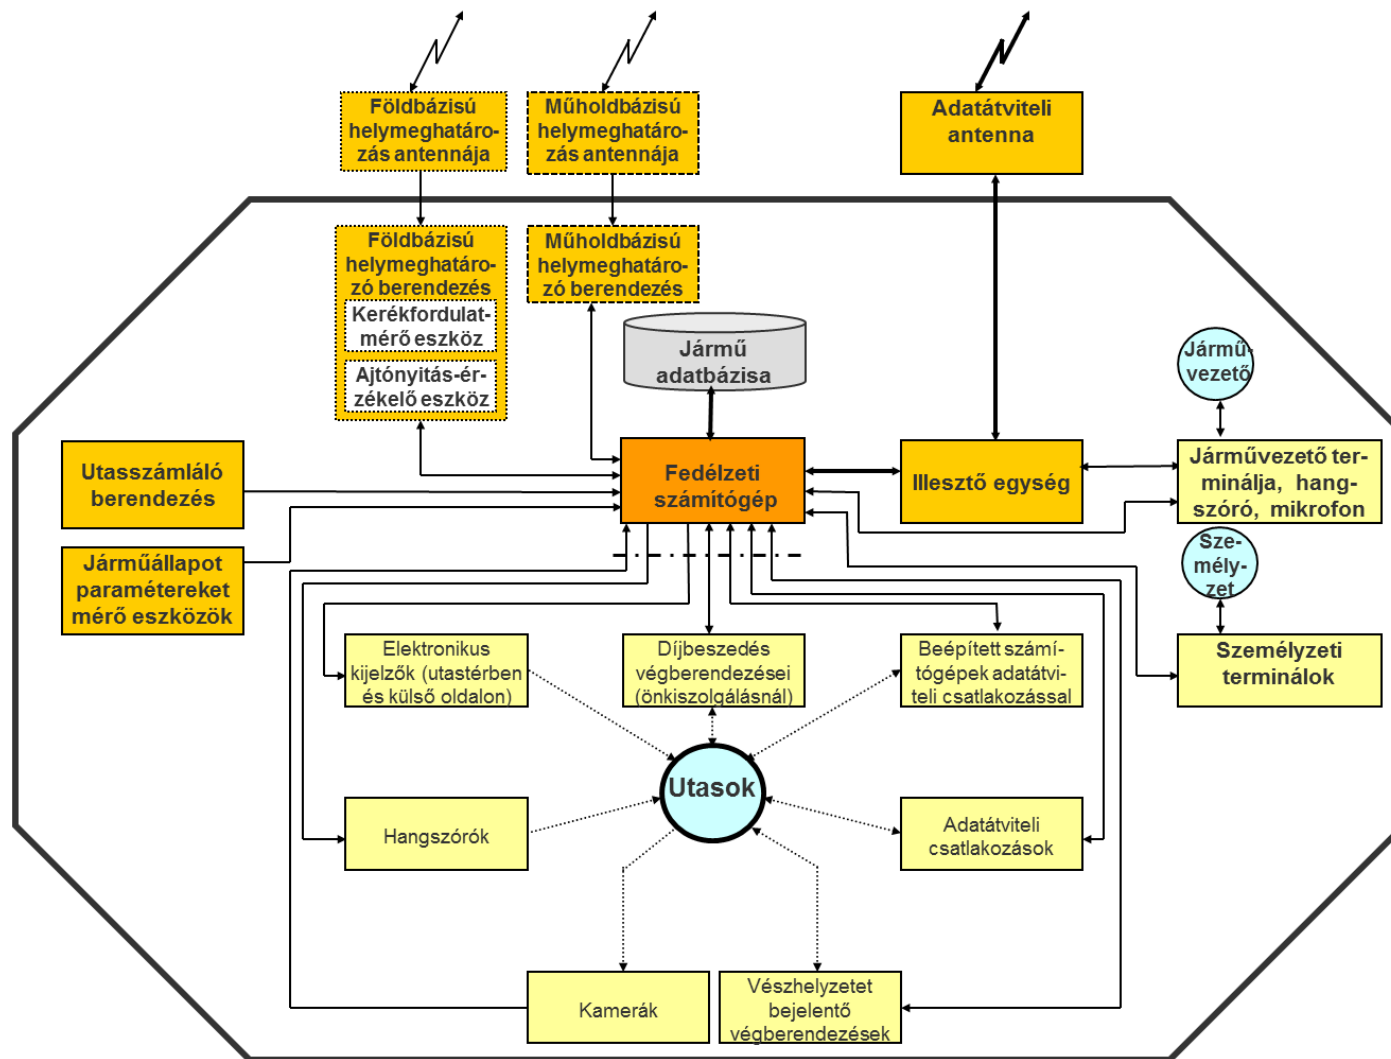 Földbázisú
helymeghatáro-
zás antennája
Műholdbázisú
helymeghatáro-
zás antennája
Adatátviteli
antenna
Földbázisú
helymeghatáro-
zó berendezés
Kerékfordulat-
mérő eszköz
Ajtónyitás-ér-
zékelő eszköz
Műholdbázisú
helymeghatáro-
zó berendezés
Jármű
adatbázisa
Jármű-
vezető
Utasszámláló
berendezés
Fedélzeti
számítógép
Illesztő egység
Járművezető ter-
minálja, hang-
szóró, mikrofon
Járműállapot
paramétereket
mérő eszközök
Sze-
mély-
zet
Elektronikus
kijelzők (utastérben
és külső oldalon)
Díjbeszedés
végberendezései
(önkiszolgálásnál)
Beépített számí-
tógépek adatátvi-
teli csatlakozással
Személyzeti
terminálok
Utasok
Hangszórók
Adatátviteli
csatlakozások
Kamerák
Vészhelyzetet
bejelentő
végberendezések